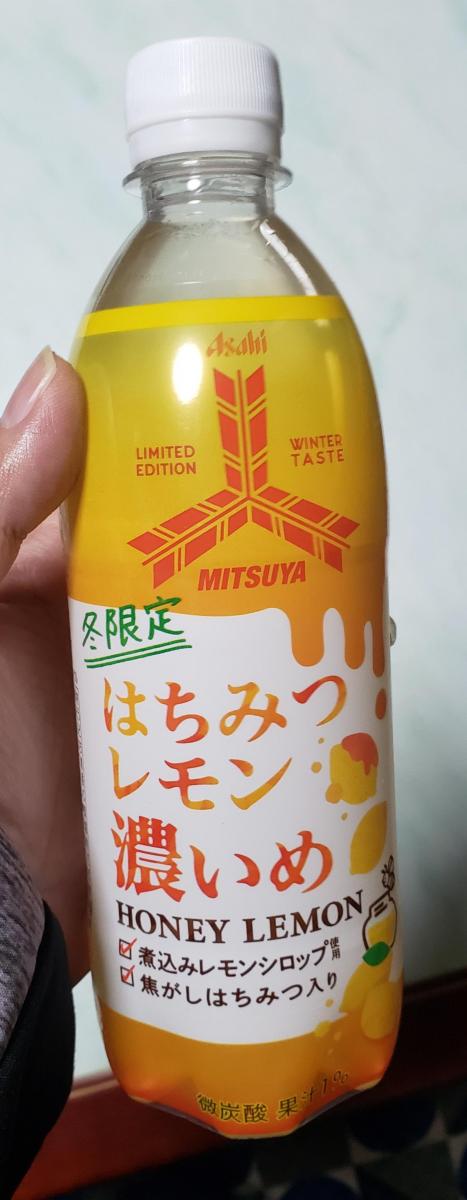 Asahi
LIMITED
EDITION
WINTER
TASTE
MITSUYA
冬限定
はちみつ
レモン
濃いめ
HONEY LEMON
煮込みレモンシロップ使用
焦がしはちみつ入り
微炭酸 果汁1%